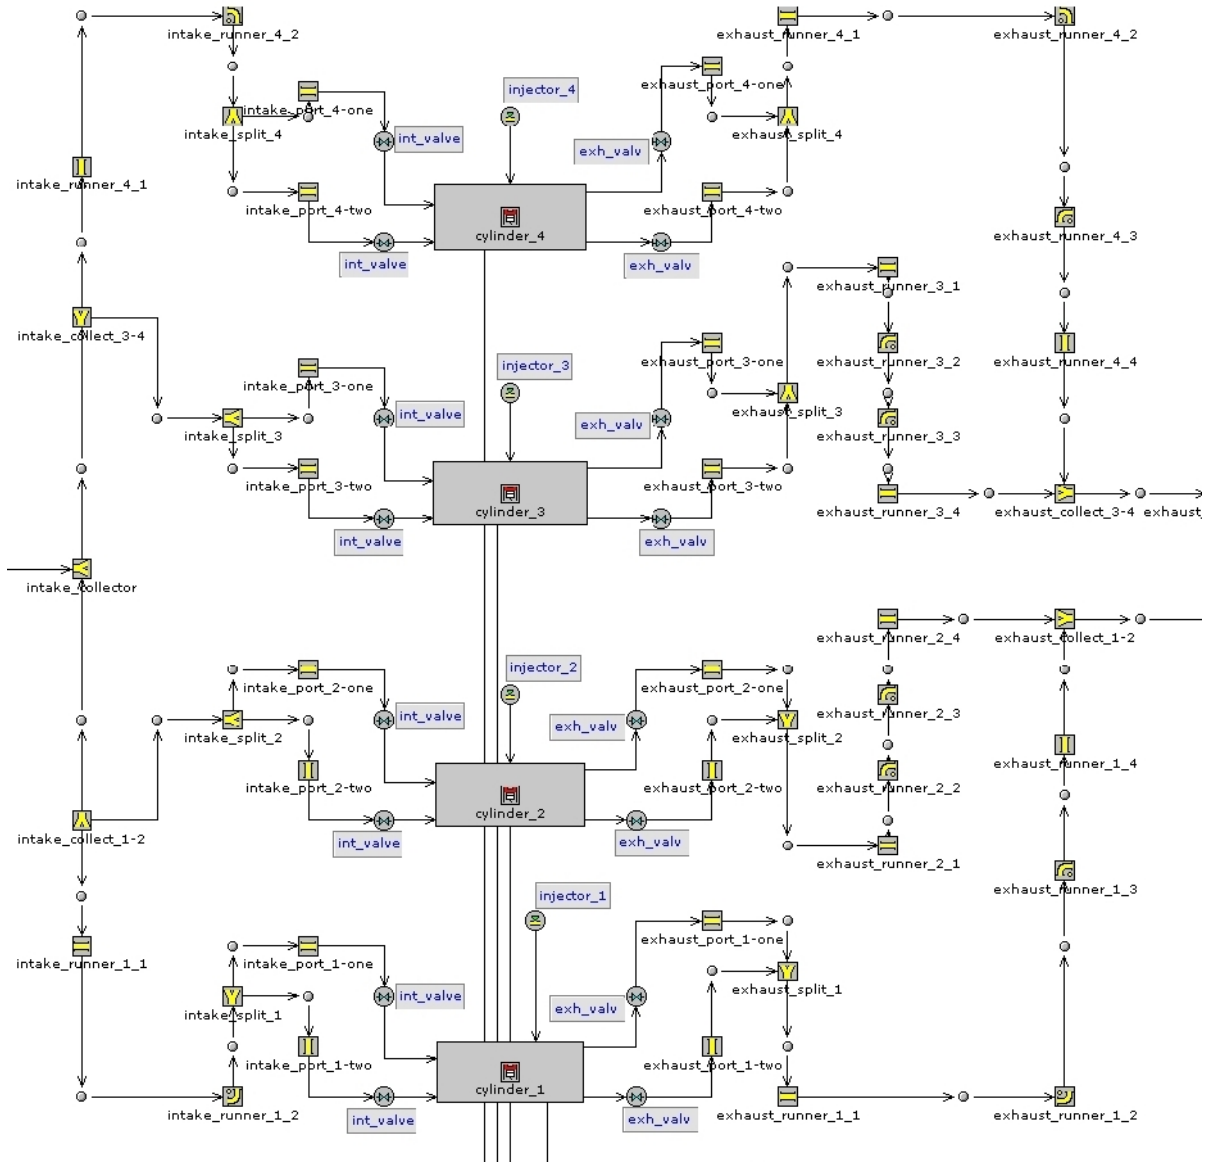 intake_runner_4_2
exhaust_runner_4_1
exhaust_runner_4_2
injector_4
exhaust_port_4-one
intake_port_4-one
intake_split_4
int_valve
exh_valv
exhaust_split_4
intake_runner_4_1
intake_port_4-two
cylinder_4
exhaust_port_4-two
exhaust_runner_4_3
int_valve
exh_valv
exhaust_runner_3_1
intake_collect_3-4
injector_3
exhaust_port_3-one
exhaust_runner_3_2
exhaust_runner_4_4
intake_port_3-one
int_valve
exh_valv
exhaust_split_3
intake_split_3
exhaust_runner_3_3
intake_port_3-two
exhaust_port_3-two
cylinder_3
exhaust_runner_3_4
exhaust_collect_3-4
exhaust_
int_valve
exh_valv
intake_collector
exhaust_runner_2_4
exhaust_collect_1-2
injector_2
intake_port_2-one
exhaust_port_2-one
int_valve
exh_valv
exhaust_runner_2_3
intake_split_2
exhaust_split_2
exhaust_runner_1_4
intake_port_2-two
exhaust_port_2-two
exhaust_runner_2_2
cylinder_2
intake_collect_1-2
int_valve
exh_valv
exhaust_runner_2_1
exhaust_runner_1_3
injector_1
intake_runner_1_1
intake_port_1-one
exhaust_port_1-one
int_valve
exh_valv
exhaust_split_1
intake_split_1
intake_port_1-two
exhaust_port_1-two
cylinder_1
intake_runner_1_2
int_valve
exh_valv
exhaust_runner_1_1
exhaust_runner_1_2